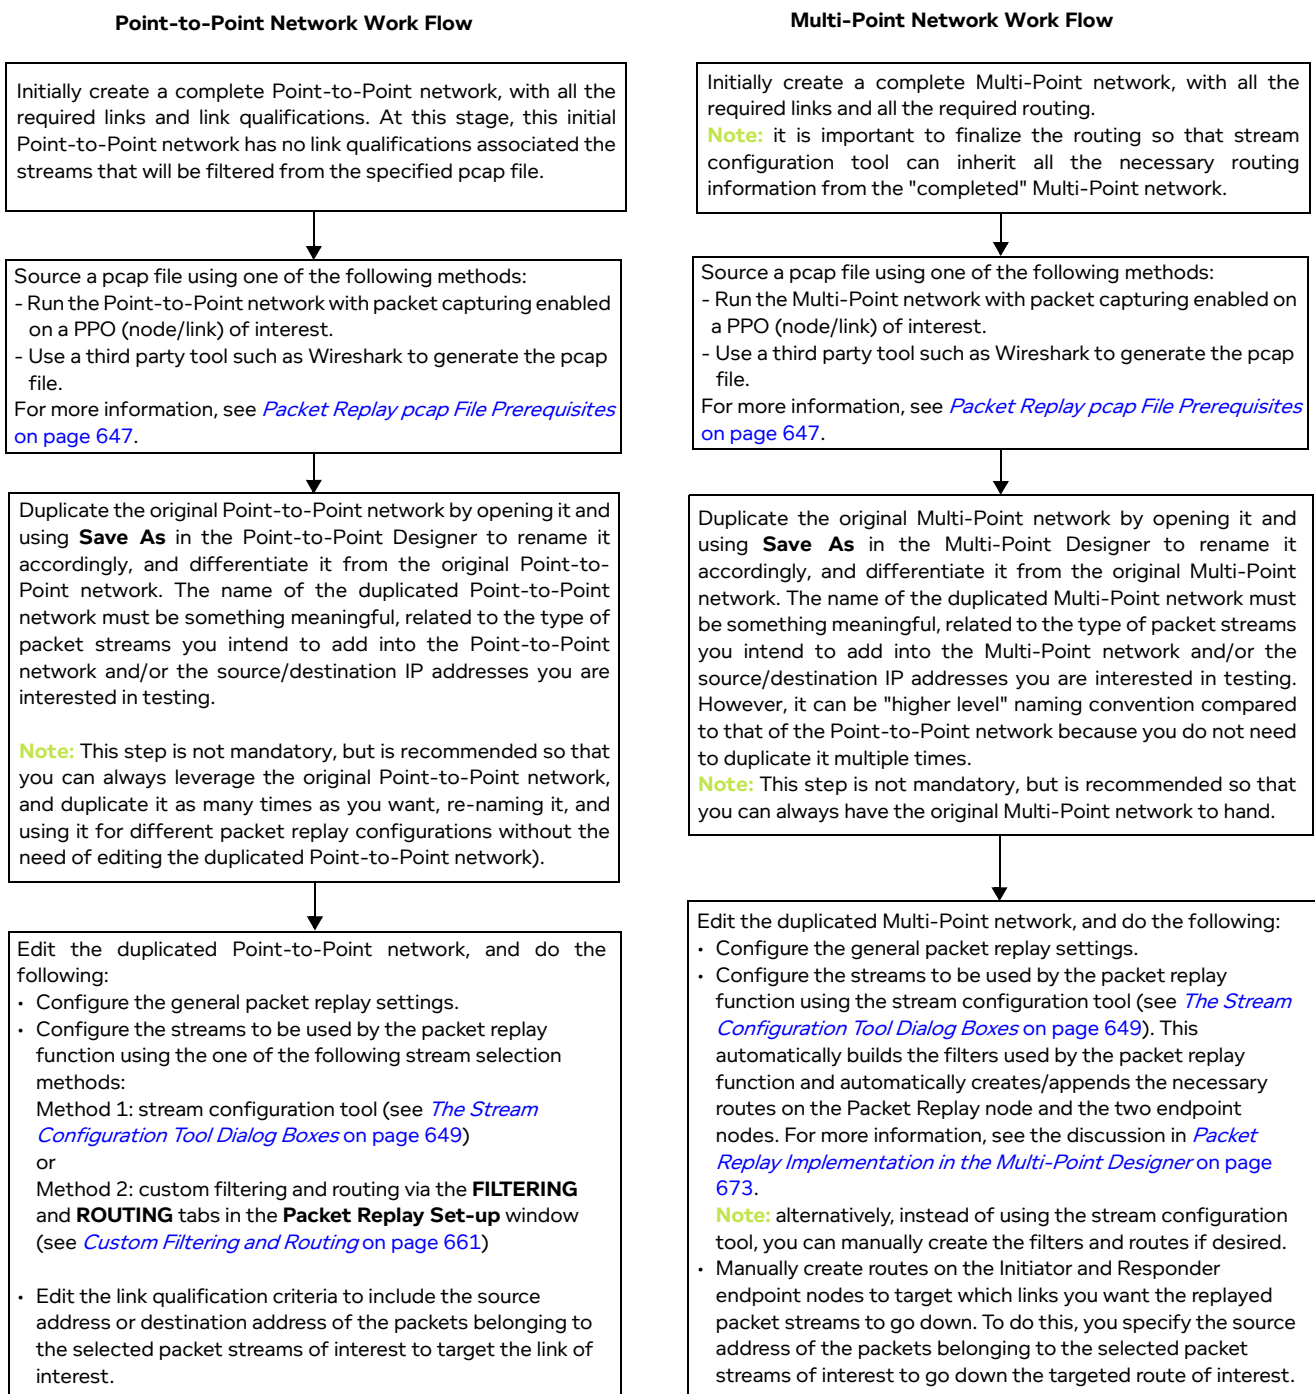 Point-to-Point Network Work Flow
Initially create a complete Point-to-Point network, with all the
required links and link qualifications. At this stage, this initial
Point-to-Point network has no link qualifications associated the
streams that will be filtered from the specified pcap file.
Source a pcap file using one of the following methods:
- Run the Point-to-Point network with packet capturing enabled
on a PPO (node/link) of interest.
- Use a third party tool such as Wireshark to generate the pcap
file.
For more information, see Packet Replay pcap File Prerequisites
on page 647.
Duplicate the original Point-to-Point network by opening it and
using Save As in the Point-to-Point Designer to rename it
accordingly, and differentiate it from the original Point-to-
Point network. The name of the duplicated Point-to-Point
network must be something meaningful, related to the type of
packet streams you intend to add into the Point-to-Point
network and/or the source/destination IP addresses you are
interested in testing.
Note: This step is not mandatory, but is recommended so that
you can always leverage the original Point-to-Point network,
and duplicate it as many times as you want, re-naming it, and
using it for different packet replay configurations without the
need of editing the duplicated Point-to-Point network).
Edit the duplicated Point-to-Point network, and do the
following:
• Configure the general packet replay settings.
• Configure the streams to be used by the packet replay
function using the one of the following stream selection
methods:
Method 1: stream configuration tool (see The Stream
Configuration Tool Dialog Boxes on page 649)
or
Method 2: custom filtering and routing via the FILTERING
and ROUTING tabs in the Packet Replay Set-up window
(see Custom Filtering and Routing on page 661)
• Edit the link qualification criteria to include the source
address or destination address of the packets belonging to
the selected packet streams of interest to target the link of
interest.
Multi-Point Network Work Flow
Initially create a complete Multi-Point network, with all the
required links and all the required routing.
Note: it is important to finalize the routing so that stream
configuration tool can inherit all the necessary routing
information from the "completed" Multi-Point network.
Source a pcap file using one of the following methods:
- Run the Multi-Point network with packet capturing enabled on
a PPO (node/link) of interest.
- Use a third party tool such as Wireshark to generate the pcap
file.
For more information, see Packet Replay pcap File Prerequisites
on page 647.
Duplicate the original Multi-Point network by opening it and
using Save As in the Multi-Point Designer to rename it
accordingly, and differentiate it from the original Multi-Point
network. The name of the duplicated Multi-Point network must
be something meaningful, related to the type of packet streams
you intend to add into the Multi-Point network and/or the
source/destination IP addresses you are interested in testing.
However, it can be "higher level" naming convention compared
to that of the Point-to-Point network because you do not need
to duplicate it multiple times.
Note: This step is not mandatory, but is recommended so that
you can always have the original Multi-Point network to hand.
Edit the duplicated Multi-Point network, and do the following:
• Configure the general packet replay settings.
• Configure the streams to be used by the packet replay
function using the stream configuration tool (see The Stream
Configuration Tool Dialog Boxes on page 649). This
automatically builds the filters used by the packet replay
function and automatically creates/appends the necessary
routes on the Packet Replay node and the two endpoint
nodes. For more information, see the discussion in Packet
Replay Implementation in the Multi-Point Designer on page
673.
Note: alternatively, instead of using the stream configuration
tool, you can manually create the filters and routes if desired.
• Manually create routes on the Initiator and Responder
endpoint nodes to target which links you want the replayed
packet streams to go down. To do this, you specify the source
address of the packets belonging to the selected packet
streams of interest to go down the targeted route of interest.